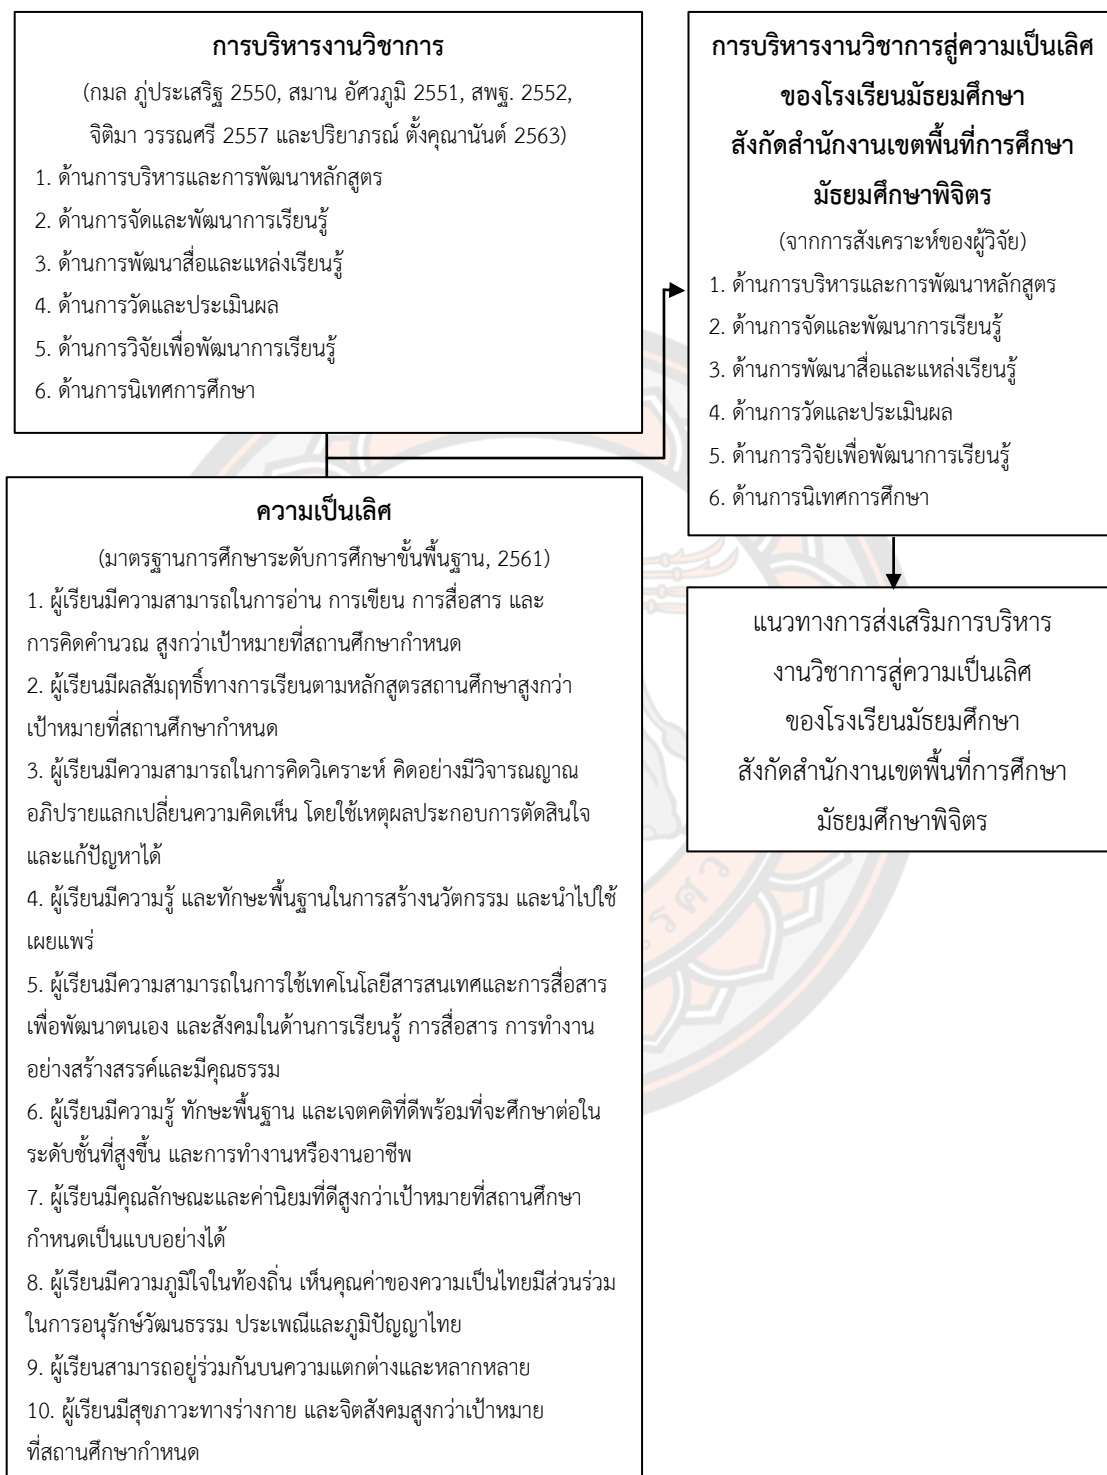 การบริหารงานวิชาการ
(กมล ภู่ประเสริฐ 2550, สมาน อัศวภูมิ 2551, สพฐ. 2552,
จิติมา วรรณศรี 2557 และปริยาภรณ์ ตั้งคุณานันต์ 2563)
1. ด้านการบริหารและการพัฒนาหลักสูตร
2. ด้านการจัดและพัฒนาการเรียนรู้
3. ด้านการพัฒนาสื่อและแหล่งเรียนรู้
4. ด้านการวัดและประเมินผล
5. ด้านการวิจัยเพื่อพัฒนาการเรียนรู้
6. ด้านการนิเทศการศึกษา
ความเป็นเลิศ
(มาตรฐานการศึกษาระดับการศึกษาขั้นพื้นฐาน, 2561)
1. ผู้เรียนมีความสามารถในการอ่าน การเขียน การสื่อสาร และ
การคิดคำนวณ สูงกว่าเป้าหมายที่สถานศึกษากำหนด
2. ผู้เรียนมีผลสัมฤทธิ์ทางการเรียนตามหลักสูตรสถานศึกษาสูงกว่า
เป้าหมายที่สถานศึกษากำหนด
3. ผู้เรียนมีความสามารถในการคิดวิเคราะห์ คิดอย่างมีวิจารณญาณ
อภิปรายแลกเปลี่ยนความคิดเห็น โดยใช้เหตุผลประกอบการตัดสินใจ
และแก้ปัญหาได้
4. ผู้เรียนมีความรู้ และทักษะพื้นฐานในการสร้างนวัตกรรม และนำไปใช้
เผยแพร่
5. ผู้เรียนมีความสามารถในการใช้เทคโนโลยีสารสนเทศและการสื่อสาร
เพื่อพัฒนาตนเอง และสังคมในด้านการเรียนรู้ การสื่อสาร การทำงาน
อย่างสร้างสรรค์และมีคุณธรรม
6. ผู้เรียนมีความรู้ ทักษะพื้นฐาน และเจตคติที่ดีพร้อมที่จะศึกษาต่อใน
ระดับชั้นที่สูงขึ้น และการทำงานหรืองานอาชีพ
7. ผู้เรียนมีคุณลักษณะและค่านิยมที่ดีสูงกว่าเป้าหมายที่สถานศึกษา
กำหนดเป็นแบบอย่างได้
8. ผู้เรียนมีความภูมิใจในท้องถิ่น เห็นคุณค่าของความเป็นไทยมีส่วนร่วม
ในการอนุรักษ์วัฒนธรรม ประเพณีและภูมิปัญญาไทย
9. ผู้เรียนสามารถอยู่ร่วมกันบนความแตกต่างและหลากหลาย
10. ผู้เรียนมีสุขภาวะทางร่างกาย และจิตสังคมสูงกว่าเป้าหมาย
ที่สถานศึกษากำหนด
การบริหารงานวิชาการสู่ความเป็นเลิศ
ของโรงเรียนมัธยมศึกษา
สังกัดสำนักงานเขตพื้นที่การศึกษา
มัธยมศึกษาพิจิตร
(จากการสังเคราะห์ของผู้วิจัย)
1. ด้านการบริหารและการพัฒนาหลักสูตร
2. ด้านการจัดและพัฒนาการเรียนรู้
3. ด้านการพัฒนาสื่อและแหล่งเรียนรู้
4. ด้านการวัดและประเมินผล
5. ด้านการวิจัยเพื่อพัฒนาการเรียนรู้
6. ด้านการนิเทศการศึกษา
แนวทางการส่งเสริมการบริหาร
งานวิชาการสู่ความเป็นเลิศ
ของโรงเรียนมัธยมศึกษา
สังกัดสำนักงานเขตพื้นที่การศึกษา
มัธยมศึกษาพิจิตร